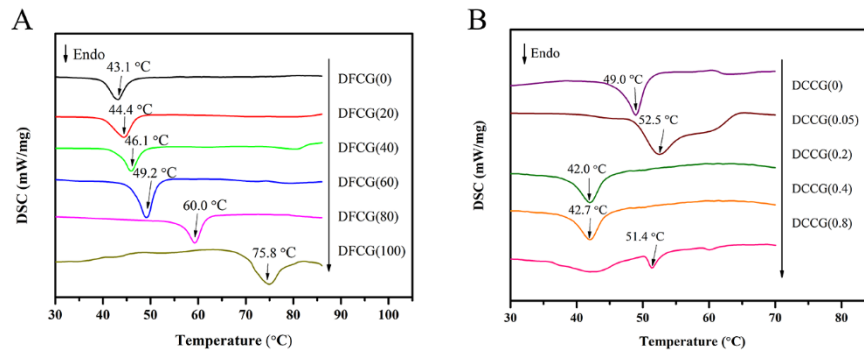 A
Endo
43.1 °C
DFCG(0)
44.4 °C
DFCG(20)
46.1 °C
DFCG(40)
49.2 °C
DFCG(60)
60.0 °C
DFCG(80)
75.8 °C
DFCG(100)
DSC (mW/mg)
30 40 50 60 70 80 90 100
Temperature (°C)
B
Endo
49.0 °C
DCCG(0)
52.5 °C
DCCG(0.05)
DCCG(0.2)
42.0 °C
DCCG(0.4)
42.7 °C
DCCG(0.8)
51.4 °C
DSC (mW/mg)
30 40 50 60 70 80
Temperature (°C)